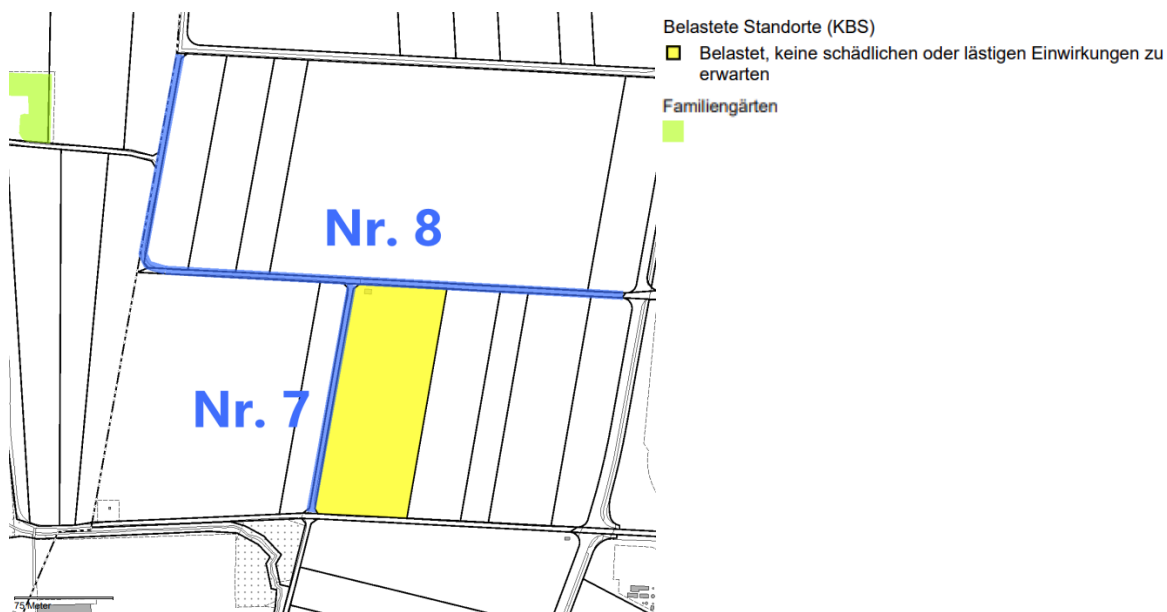 Belastete Standorte (KBS)
Belastet, keine schädlichen oder lästigen Einwirkungen zu
erwarten
Familiengärten
Nr. 8
Nr. 7
75 Meter